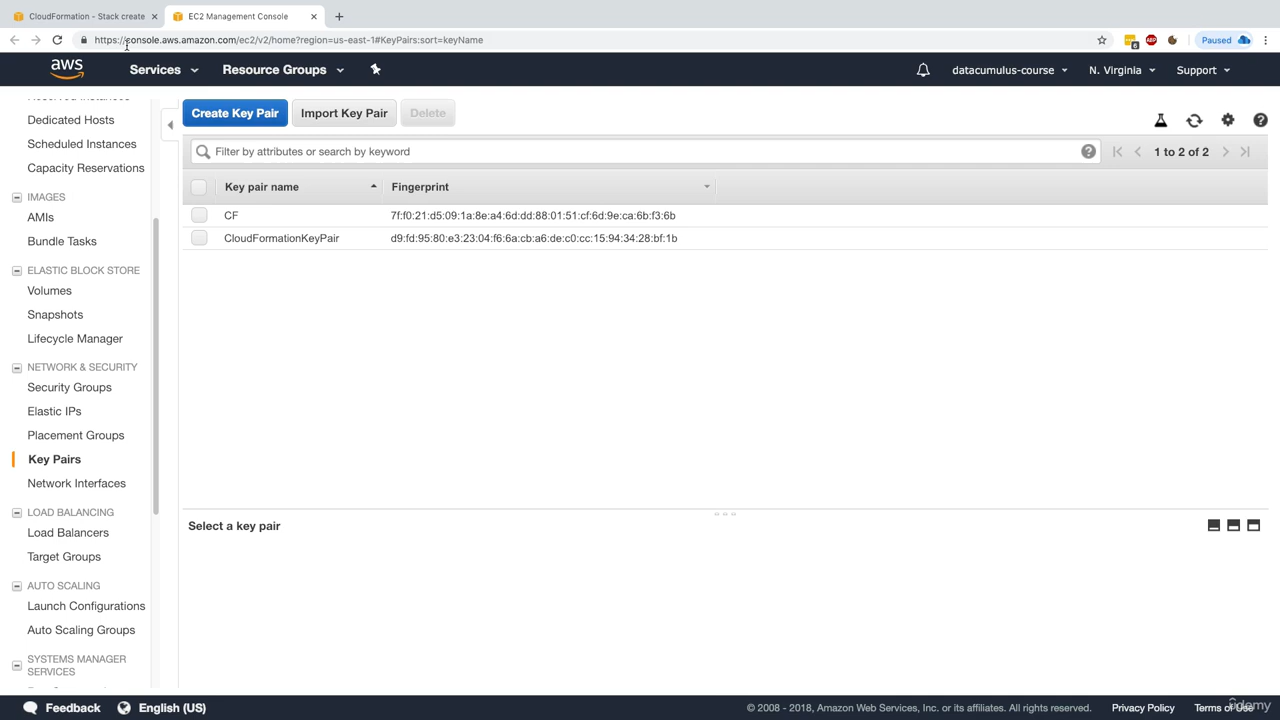 CloudFormation - Stack create
EC2 Management Console
https://console.aws.amazon.com/ec2/v2/home?region=us-east-1#KeyPairs:sort=keyName
6
ABP
Paused
aws
Services
Resource Groups
datacumulus-course
N. Virginia
Support
Dedicated Hosts
Scheduled Instances
Capacity Reservations
IMAGES
AMIs
Bundle Tasks
ELASTIC BLOCK STORE
Volumes
Snapshots
Lifecycle Manager
NETWORK & SECURITY
Security Groups
Elastic IPs
Placement Groups
Key Pairs
Network Interfaces
LOAD BALANCING
Load Balancers
Target Groups
AUTO SCALING
Launch Configurations
Auto Scaling Groups
SYSTEMS MANAGER
SERVICES
Create Key Pair
Import Key Pair
Delete
Filter by attributes or search by keyword
1 to 2 of 2
Key pair name
Fingerprint
CF
7f:f0:21:d5:09:1a:8e:a4:6d:dd:88:01:51:cf:6d:9e:ca:6b:f3:6b
CloudFormationKeyPair
d9:fd:95:80:e3:23:04:f6:6a:cb:a6:de:c0:cc:15:94:34:28:bf:1b
Select a key pair
Feedback
English (US)
© 2008 - 2018, Amazon Web Services, Inc. or its affiliates. All rights reserved.
Privacy Policy
Terms of Use
udemy